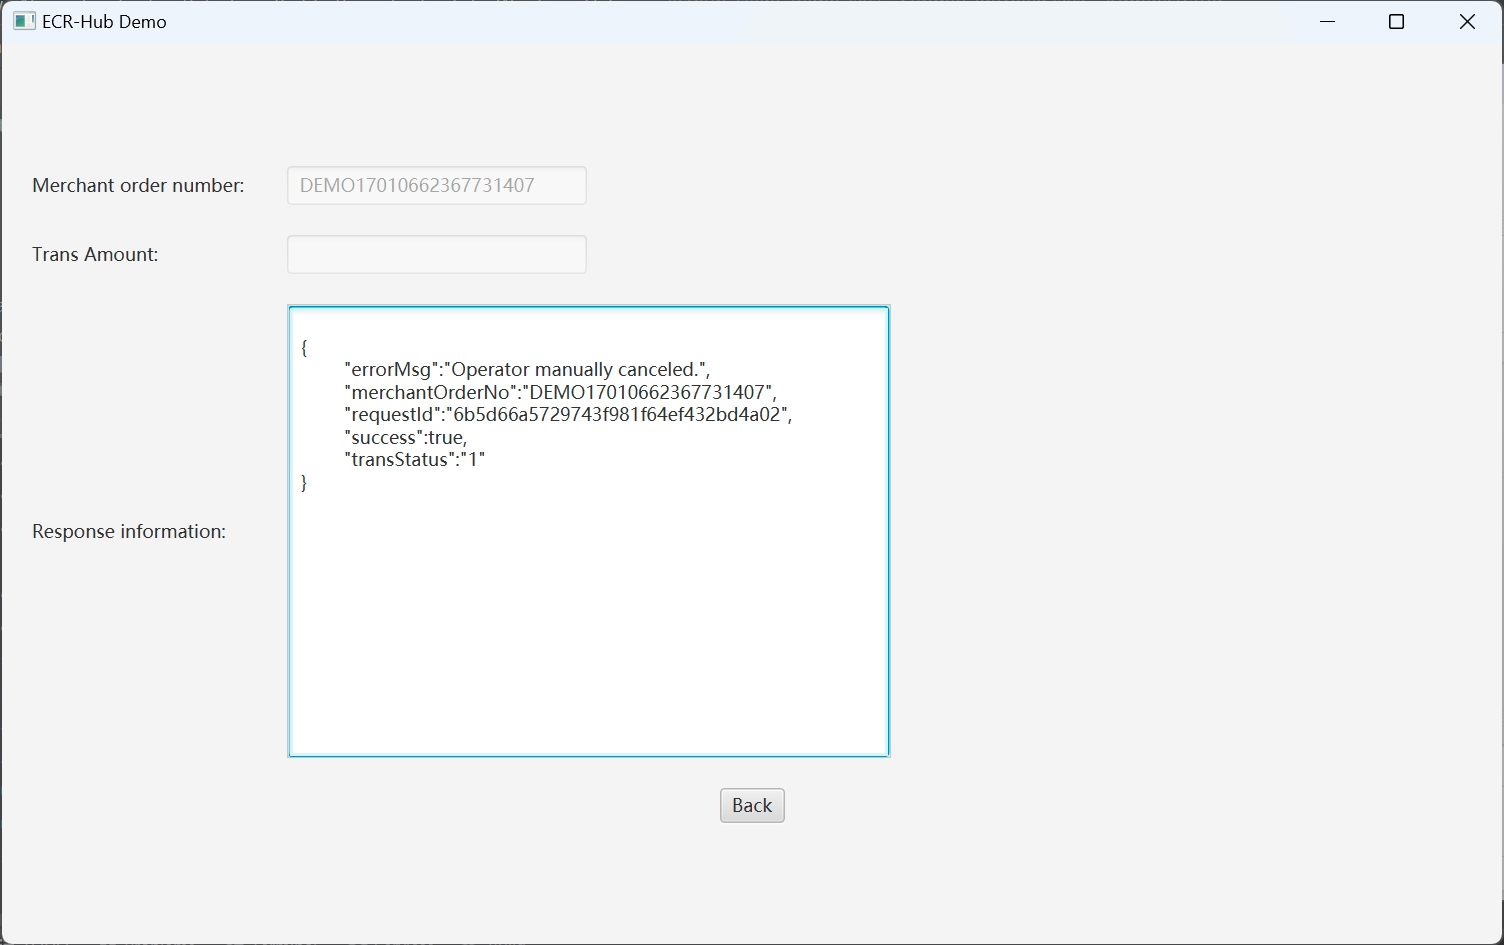 ECR-Hub Demo
Merchant order number:
DEMO17010662367731407
Trans Amount:
Response information:
{
"errorMsg":"Operator manually canceled.",
"merchantOrderNo":"DEMO17010662367731407",
"requestId":"6b5d66a5729743f981f64ef432bd4a02",
"success":true,
"transStatus":"1"
}
Back